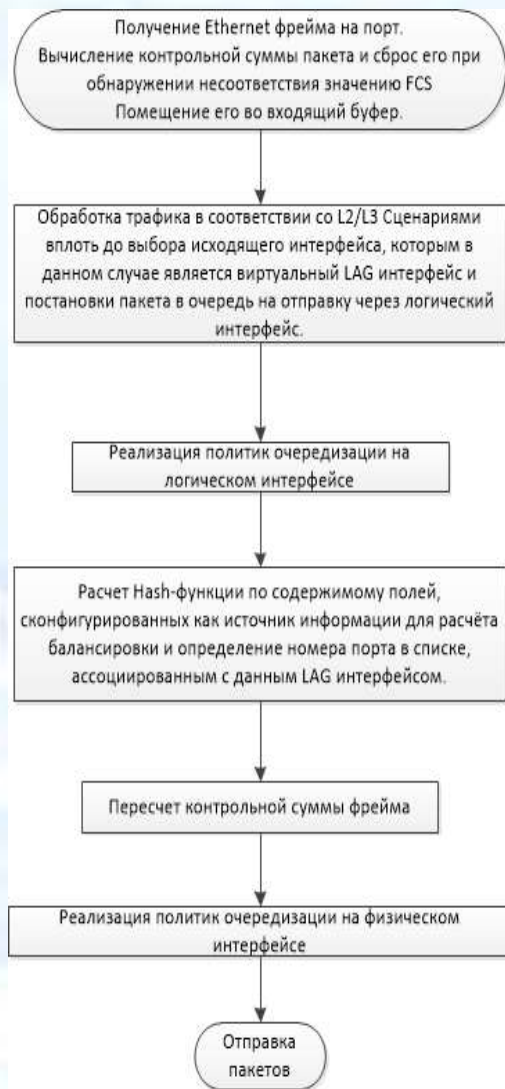 Получение Ethernet фрейма на порт.
Вычисление контрольной суммы пакета и сброс его при
обнаружении несоответствия значению FCS
Помещение его во входящий буфер.
Обработка трафика в соответствии со L2/L3 Сценариями
вплоть до выбора исходящего интерфейса, которым в
данном случае является виртуальный LAG интерфейс и
постановки пакета в очередь на отправку через логический
интерфейс.
Реализация политик очередизации на
логическом интерфейсе
Расчет Hash-функции по содержимому полей,
сконфигурированных как источник информации для расчёта
балансировки и определение номера порта в списке,
ассоциированным с данным LAG интерфейсом.
Пересчет контрольной суммы фрейма
Реализация политик очередизации на физическом
интерфейсе
Отправка
пакетов